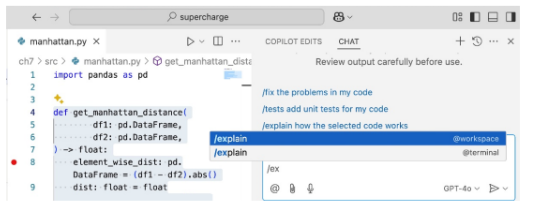 supercharge
manhattan.py
COPILOT EDITS CHAT
ch7 > src > manhattan.py > get_manhattan_dista
Review output carefully before use.
1 import pandas as pd
2
3
/fix the problems in my code
4 def get_manhattan_distance(
/tests add unit tests for my code
5 df1: pd.DataFrame,
/explain how the selected code works
6 df2: pd.DataFrame,
/explain @workspace
7 ) -> float:
/explain @terminal
8 element_wise_dist: pd.
DataFrame = (df1 - df2).abs()
/ex
9 dist: float = float
GPT-4o